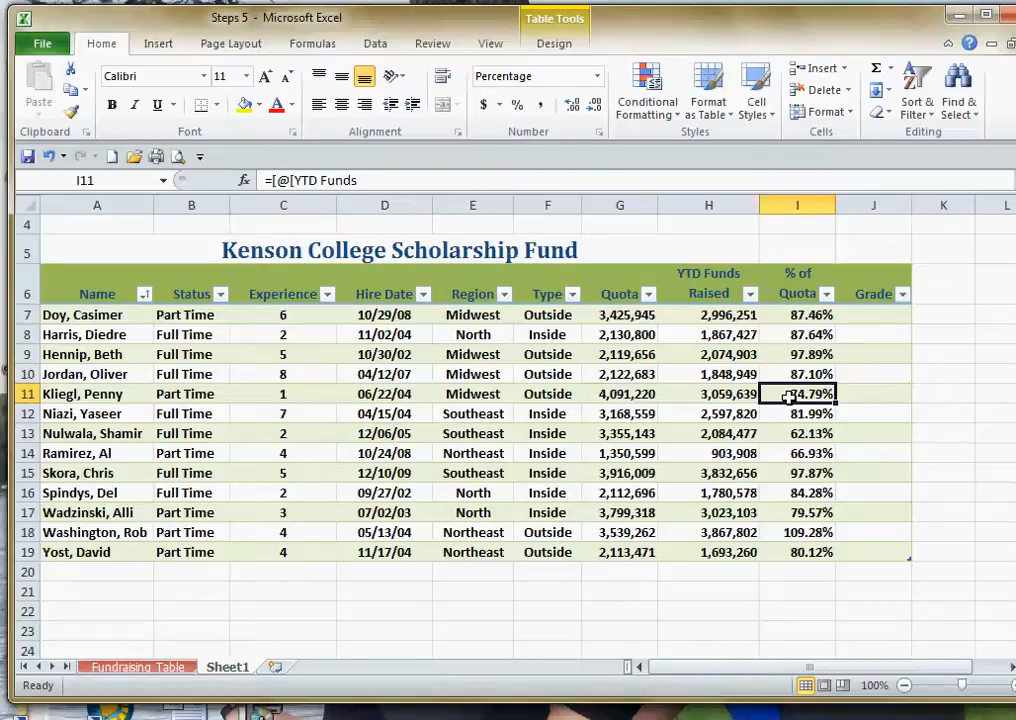 Steps 5 - Microsoft Excel
Table Tools
File Home Insert Page Layout Formulas Data Review View Design
Paste
Calibri 11
B I U
Percentage
$ % ,
Conditional Formatting
Format as Table
Cell Styles
Insert
Delete
Format
Σ
Sort & Filter
Find & Select
Clipboard Font Alignment Number Styles Cells Editing
I11 fx =[@[YTD Funds
A B C D E F G H I J K L
4
5 Kenson College Scholarship Fund
6 Name Status Experience Hire Date Region Type Quota YTD Funds Raised % of Quota Grade
7 Doy, Casimer Part Time 6 10/29/08 Midwest Outside 3,425,945 2,996,251 87.46%
8 Harris, Diedre Full Time 2 11/02/04 North Inside 2,130,800 1,867,427 87.64%
9 Hennip, Beth Full Time 5 10/30/02 Midwest Outside 2,119,656 2,074,903 97.89%
10 Jordan, Oliver Full Time 8 04/12/07 Midwest Outside 2,122,683 1,848,949 87.10%
11 Kliegl, Penny Part Time 1 06/22/04 Midwest Outside 4,091,220 3,059,639 74.79%
12 Niazi, Yaseer Full Time 7 04/15/04 Southeast Inside 3,168,559 2,597,820 81.99%
13 Nulwala, Shamir Full Time 2 12/06/05 Southeast Inside 3,355,143 2,084,477 62.13%
14 Ramirez, Al Part Time 4 10/24/08 Northeast Inside 1,350,599 903,908 66.93%
15 Skora, Chris Full Time 5 12/10/09 Southeast Inside 3,916,009 3,832,656 97.87%
16 Spindys, Del Full Time 2 09/27/02 North Inside 2,112,696 1,780,578 84.28%
17 Wadzinski, Alli Part Time 3 07/02/03 North Inside 3,799,318 3,023,103 79.57%
18 Washington, Rob Part Time 4 05/13/04 Northeast Outside 3,539,262 3,867,802 109.28%
19 Yost, David Part Time 4 11/17/04 Northeast Outside 2,113,471 1,693,260 80.12%
20
21
22
23
24
Fundraising Table Sheet1
Ready 100%